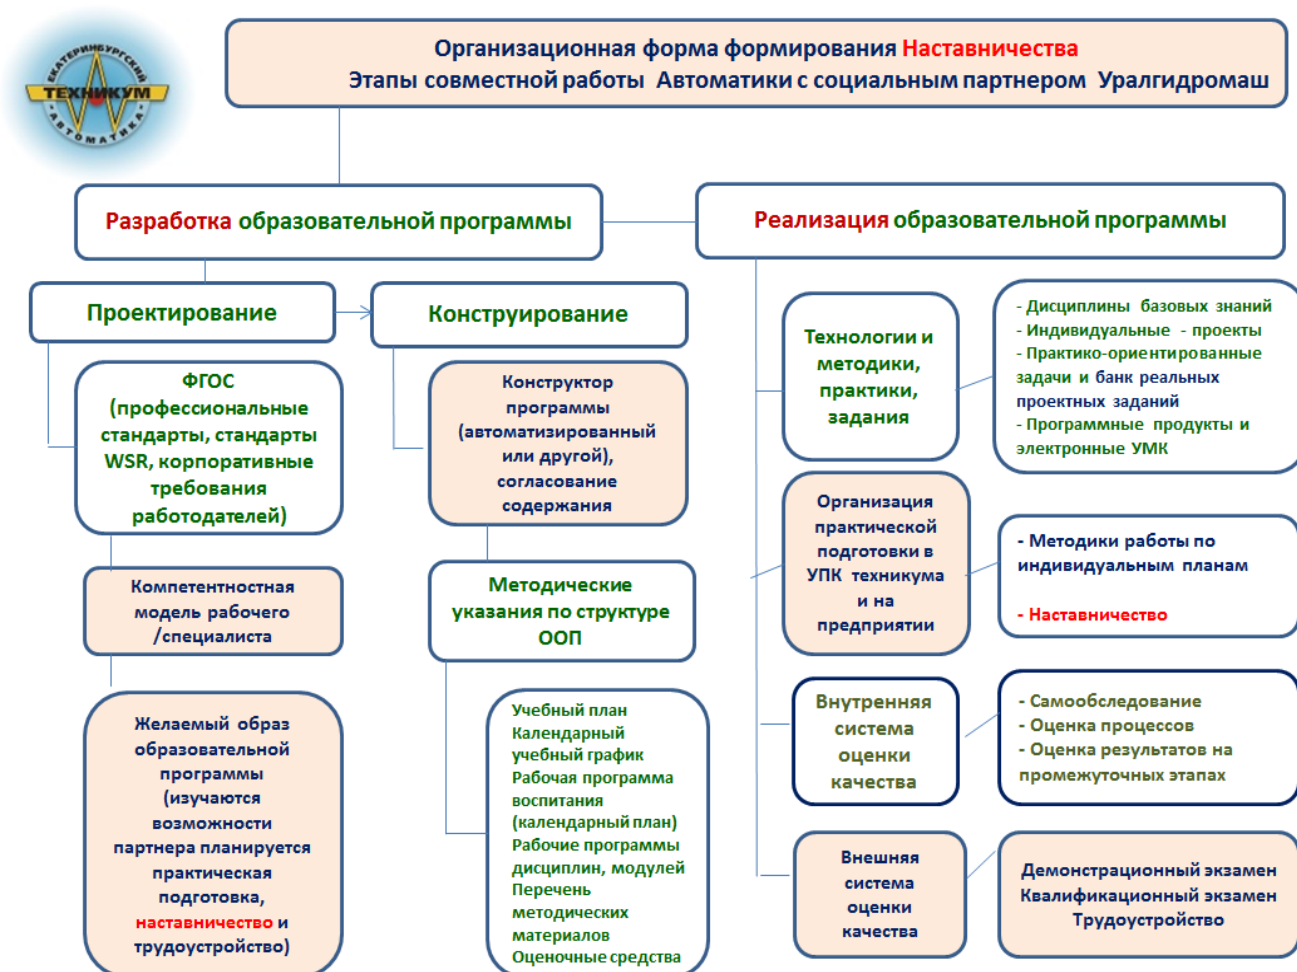 ЕКАТЕРИНБУРГСКИЙ
ТЕХНИКУМ
АВТОМАТИКА
Организационная форма формирования Наставничества
Этапы совместной работы Автоматики с социальным партнером Уралгидромаш
Разработка образовательной программы
Реализация образовательной программы
Проектирование
Конструирование
ФГОС
(профессиональные
стандарты, стандарты
WSR, корпоративные
требования
работодателей)
Компетентностная
модель рабочего
/специалиста
Желаемый образ
образовательной
программы
(изучаются
возможности
партнера планируется
практическая
подготовка,
наставничество и
трудоустройство)
Конструктор
программы
(автоматизированный
или другой),
согласование
содержания
Методические
указания по структуре
ООП
Учебный план
Календарный
учебный график
Рабочая программа
воспитания
(календарный план)
Рабочие программы
дисциплин, модулей
Перечень
методических
материалов
Оценочные средства
Технологии и
методики,
практики,
задания
- Дисциплины базовых знаний
- Индивидуальные - проекты
- Практико-ориентированные
задачи и банк реальных
проектных заданий
- Программные продукты и
электронные УМК
Организация
практической
подготовки в
УПК техникума
и на
предприятии
- Методики работы по
индивидуальным планам
- Наставничество
Внутренняя
система
оценки
качества
- Самообследование
- Оценка процессов
- Оценка результатов на
промежуточных этапах
Внешняя
система
оценки
качества
Демонстрационный экзамен
Квалификационный экзамен
Трудоустройство